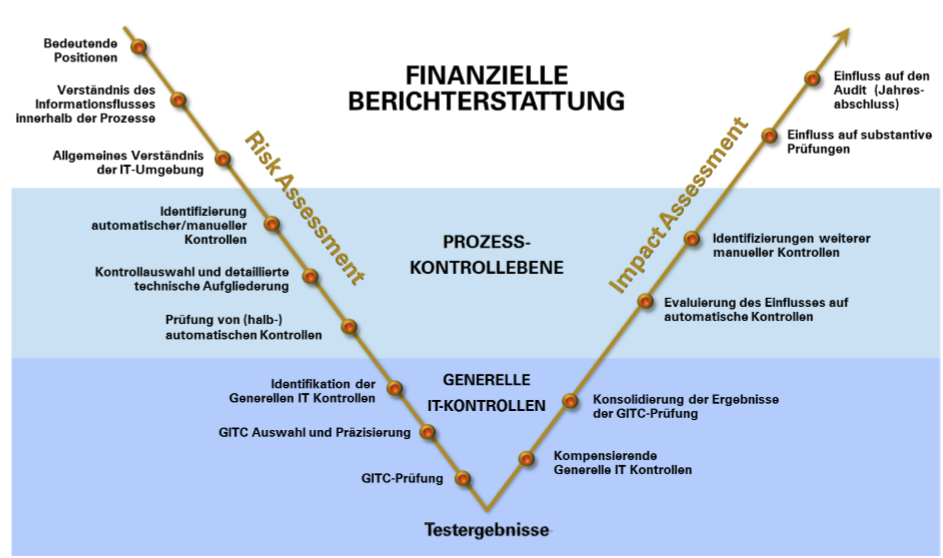 FINANZIELLE
BERICHTERSTATTUNG
Bedeutende
Positionen
Verständnis des
Informationsflusses
innerhalb der Prozesse
Allgemeines Verständnis
der IT-Umgebung
Risk Assessment
Identifizierung
automatischer/manueller
Kontrollen
Kontrollauswahl und detaillierte
technische Aufgliederung
Prüfung von (halb-)
automatischen Kontrollen
PROZESS-
KONTROLLEBENE
Identifikation der
Generellen IT Kontrollen
GITC Auswahl und Präzisierung
GITC-Prüfung
GENERELLE
IT-KONTROLLEN
Testergebnisse
Kompensierende
Generelle IT Kontrollen
Konsolidierung der Ergebnisse
der GITC-Prüfung
Evaluierung des Einflusses auf
automatische Kontrollen
Identifizierungen weiterer
manueller Kontrollen
Impact Assessment
Einfluss auf substantive
Prüfungen
Einfluss auf den
Audit (Jahres-
abschluss)